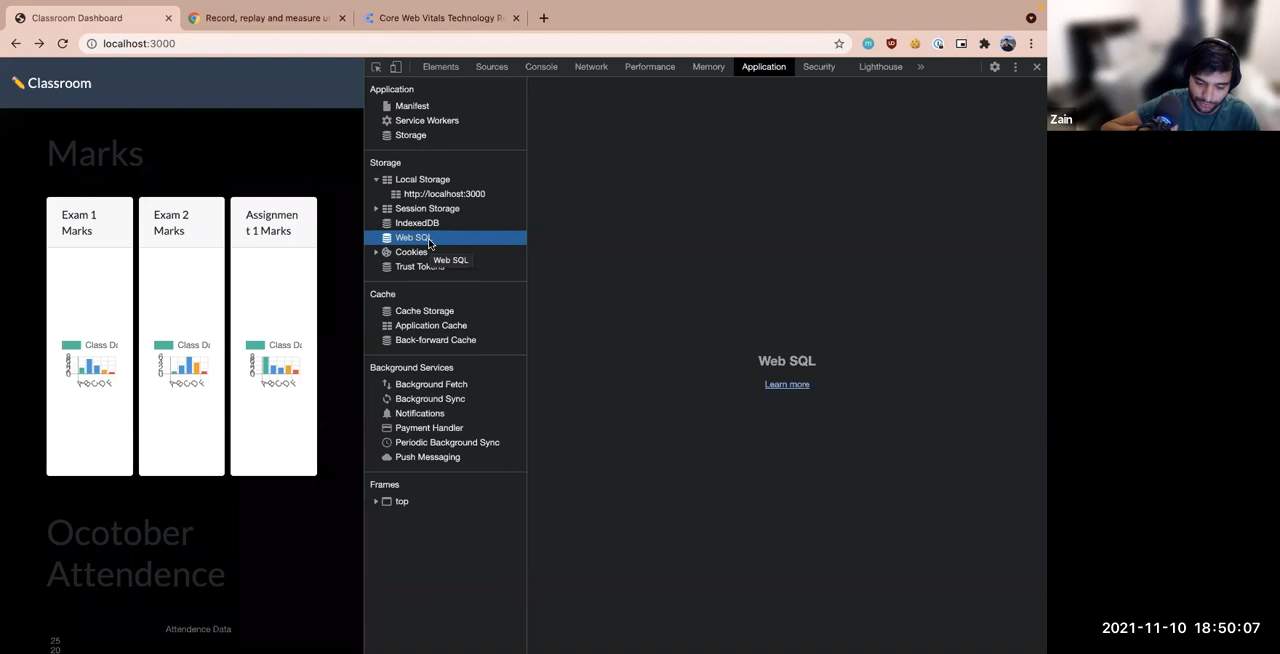 Classroom Dashboard
Record, replay and measure u
Core Web Vitals Technology R
localhost:3000
Classroom
Elements Sources Console Network Performance Memory Application Security Lighthouse »
Zain
Marks
Exam 1
Marks
Exam 2
Marks
Assignmen
t 1 Marks
Class Da
Class Da
Class Da
Ocotober
Attendence
Attendence Data
25
20
Application
Manifest
Service Workers
Storage
Storage
Local Storage
http://localhost:3000
Session Storage
IndexedDB
Web SQL
Cookies
Web SQL
Trust Tokens
Cache
Cache Storage
Application Cache
Back-forward Cache
Background Services
Background Fetch
Background Sync
Notifications
Payment Handler
Periodic Background Sync
Push Messaging
Frames
top
Web SQL
Learn more
2021-11-10 18:50:07